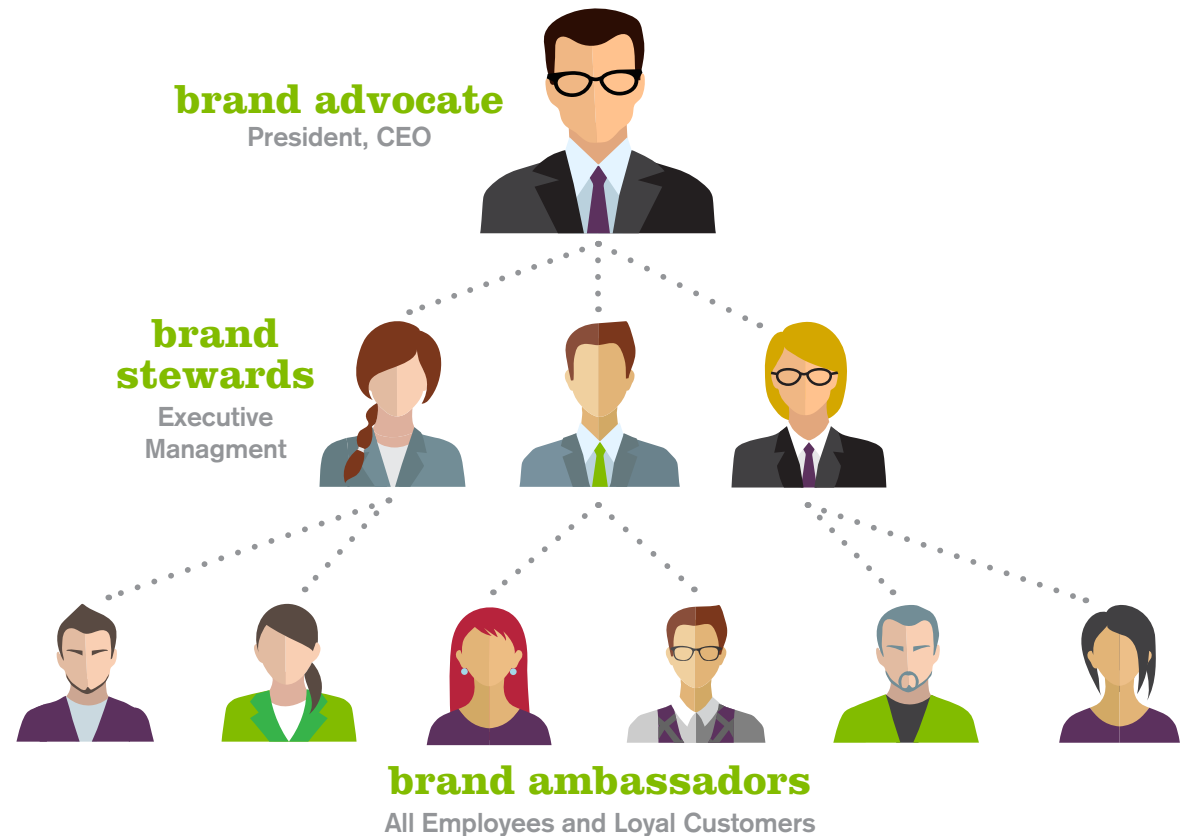 brand advocate
President, CEO
brand
stewards
Executive
Managment
brand ambassadors
All Employees and Loyal Customers